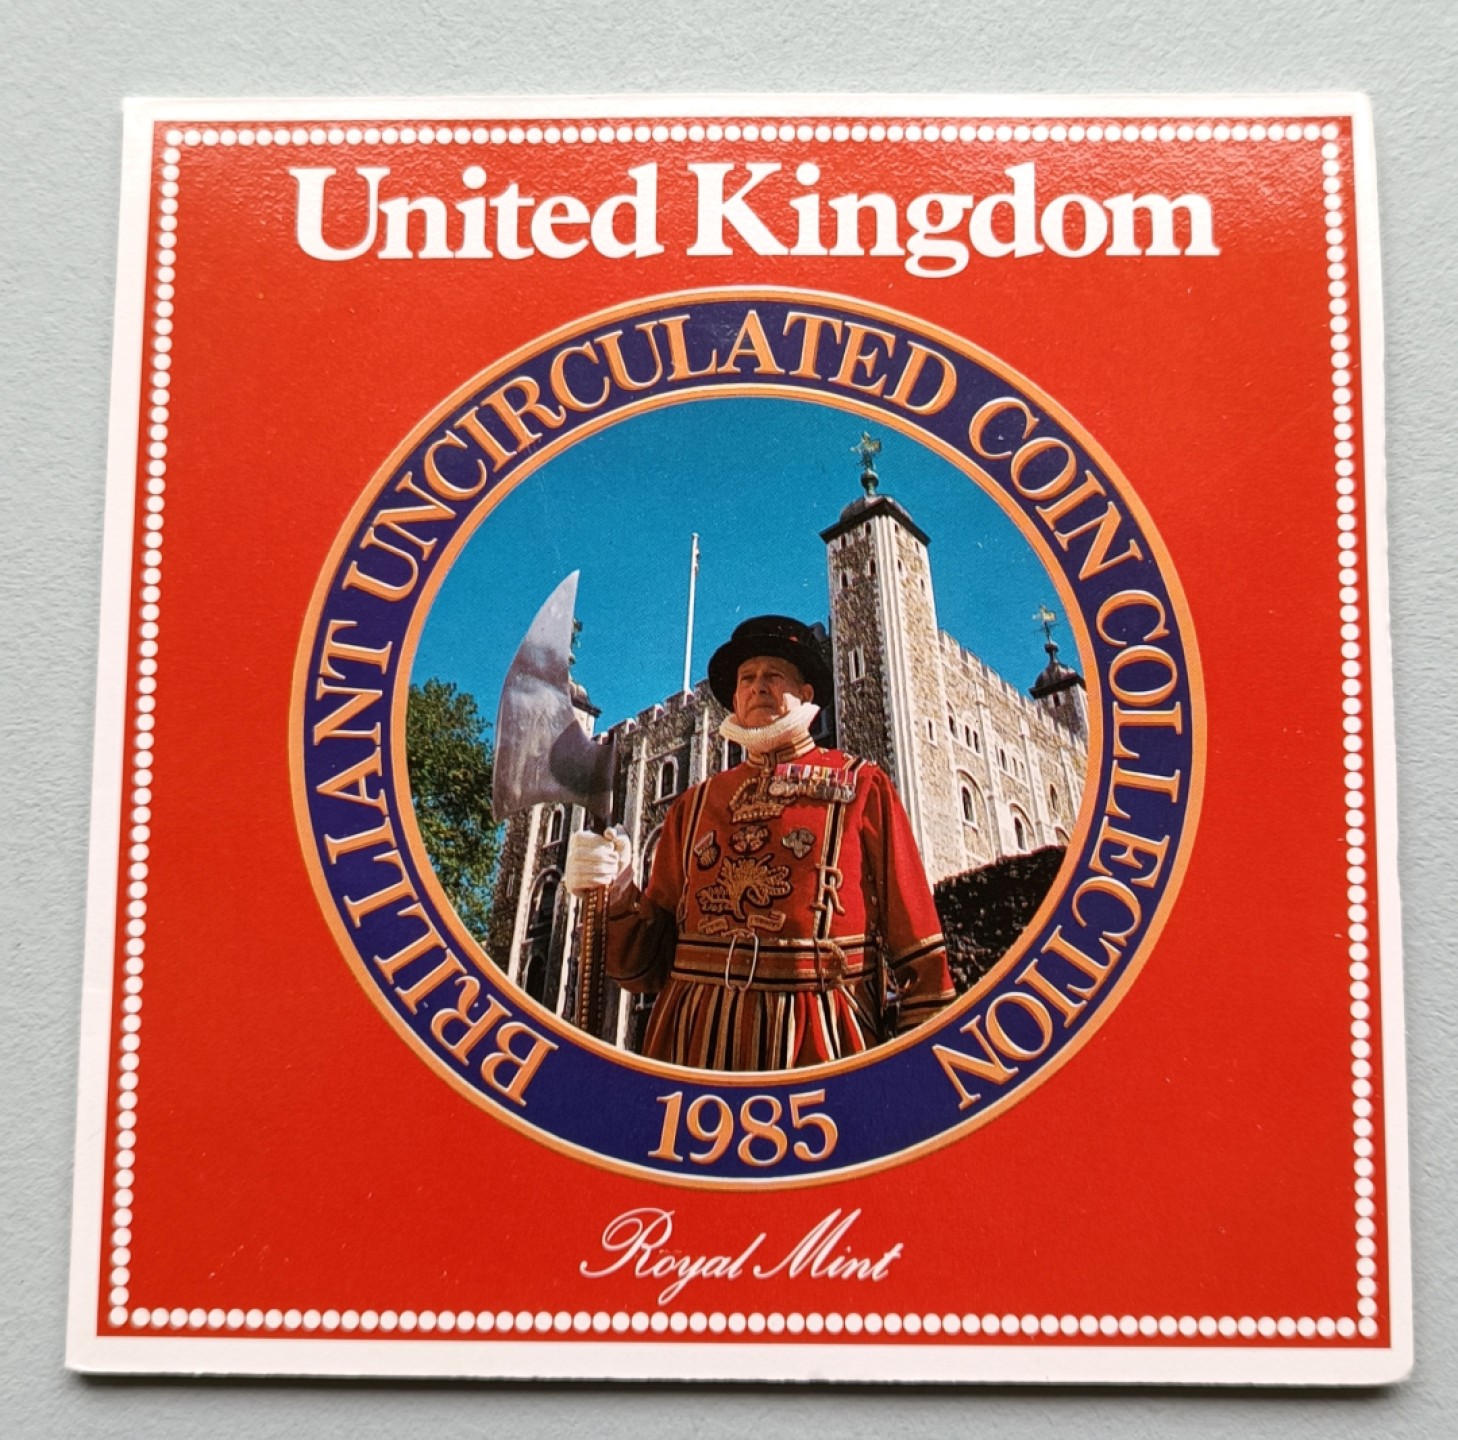 United Kingdom
BRILLIANT UNCIRCULATED COIN COLLECTION
1985
Royal Mint